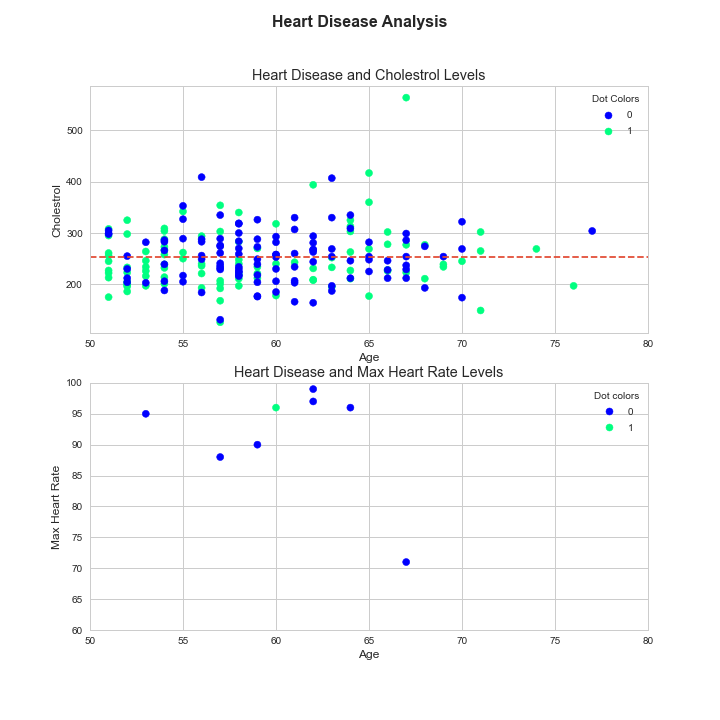 Heart Disease Analysis
Heart Disease and Cholestrol Levels
Dot Colors
0
1
500
400
300
200
Cholestrol
50 55 60 65 70 75 80
Age
Heart Disease and Max Heart Rate Levels
Dot colors
0
1
100
95
90
85
80
75
70
65
60
Max Heart Rate
50 55 60 65 70 75 80
Age